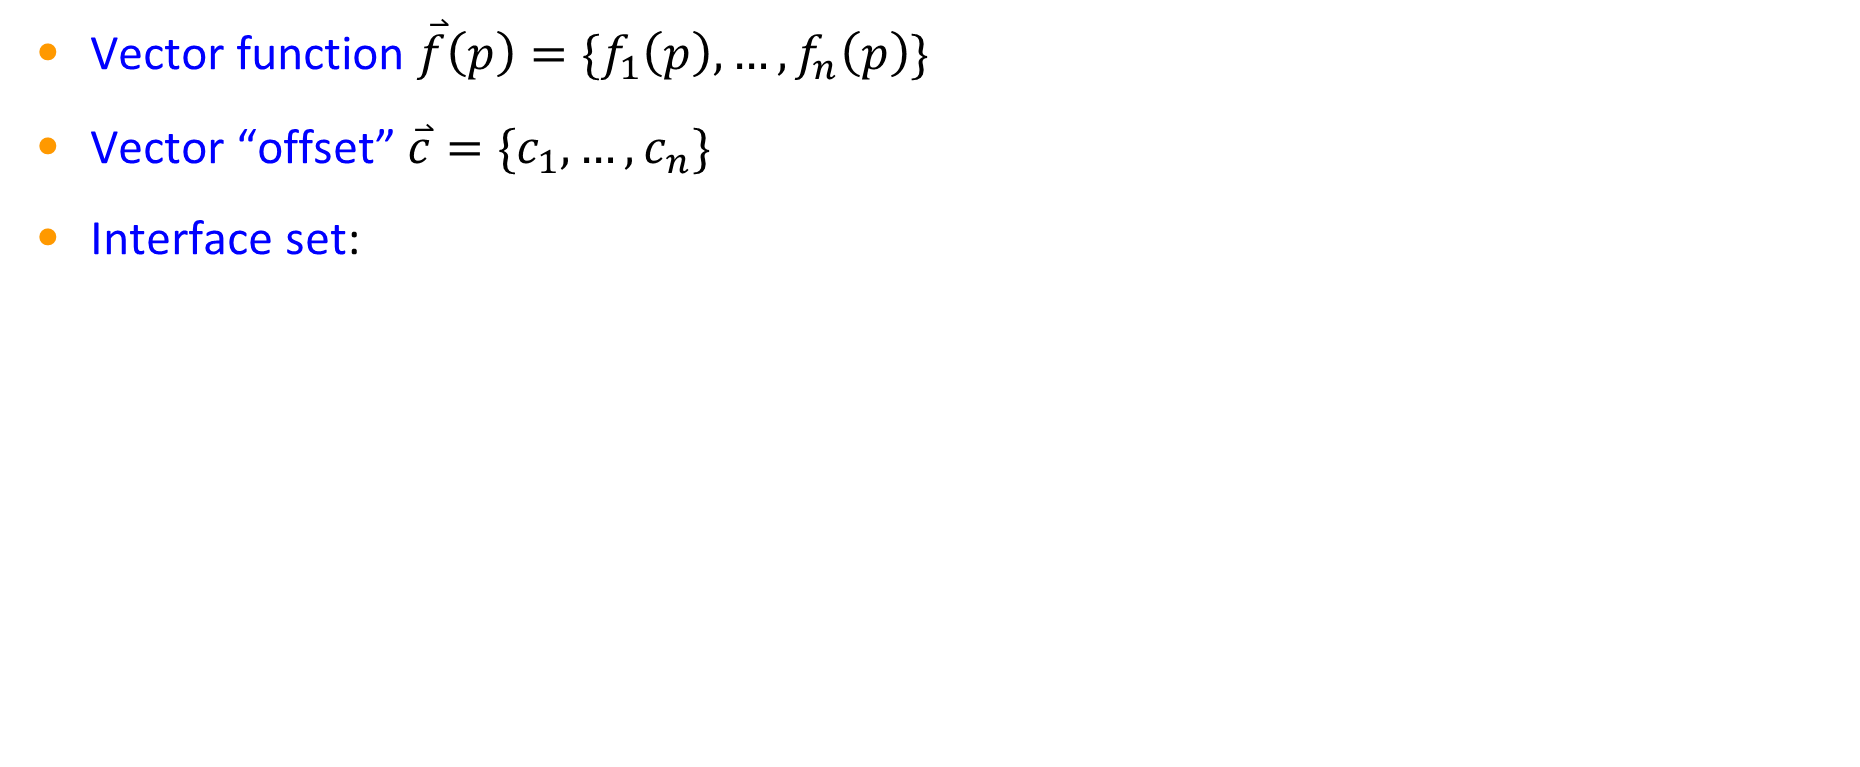 • Vector function f⃗(p) = {f₁(p), … , fₙ(p)}
• Vector “offset” c⃗ = {c₁, … , cₙ}
• Interface set: